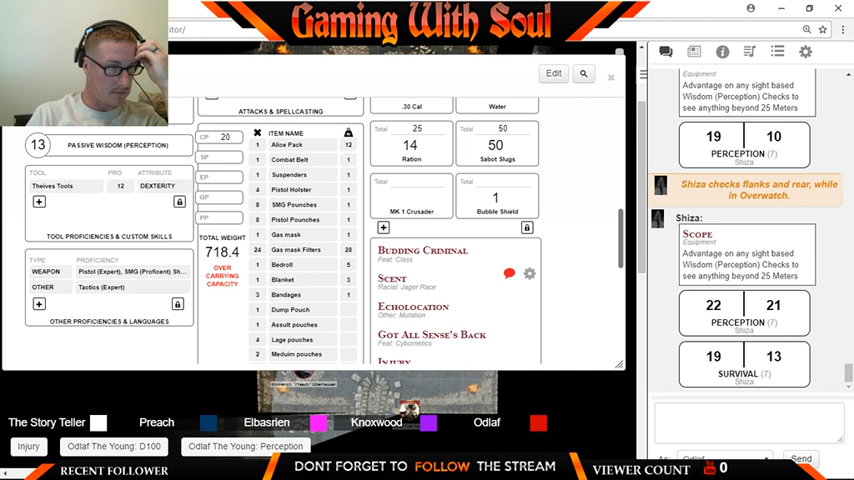 Gaming With Soul
itor/
Edit
ATTACKS & SPELLCASTING
.30 Cal
Water
13
PASSIVE WISDOM (PERCEPTION)
TOOL PRO ATTRIBUTE
Theives Tools 12 DEXTERITY
TOOL PROFICIENCIES & CUSTOM SKILLS
TYPE PROFICIENCY
WEAPON Pistol (Expert), SMG (Proficent) Sh...
OTHER Tactics (Expert)
OTHER PROFICIENCIES & LANGUAGES
CP 20
SP
EP
GP
PP
TOTAL WEIGHT
718.4
OVER
CARRYING
CAPACITY
ITEM NAME
1 Alice Pack 12
1 Combat Belt 1
1 Suspenders 1
4 Pistol Holster 1
8 SMG Pounches 1
8 Pistol Pounches 1
1 Gas mask 1
24 Gas mask Filters 28
1 Bedroll 5
1 Blanket 3
3 Bandages 1
1 Dump Pouch
1 Assult pouches
4 Lage pouches
2 Meduim pouches
Total 25
14
Ration
Total 50
50
Sabot Slugs
Total
MK 1 Crusader
Total
1
Bubble Shield
BUDDING CRIMINAL
Feat: Class
SCENT
Racial: Jager Race
ECHOLOCATION
Other: Mutation
GOT ALL SENSE'S BACK
Feat: Cybornetics
INJURY
Equipment
Advantage on any sight based
Wisdom (Perception) Checks to
see anything beyond 25 Meters
19 10
PERCEPTION (7)
Shiza
Shiza checks flanks and rear, while
in Overwatch.
Shiza:
SCOPE
Equipment
Advantage on any sight based
Wisdom (Perception) Checks to
see anything beyond 25 Meters
22 21
PERCEPTION (7)
Shiza
19 13
SURVIVAL (7)
Shiza
As: Odlaf
Send
The Story Teller
Preach
Elbasrien
Knoxwood
Odlaf
Injury
Odlaf The Young: D100
Odlaf The Young: Perception
RECENT FOLLOWER
DONT FORGET TO FOLLOW THE STREAM
VIEWER COUNT
0